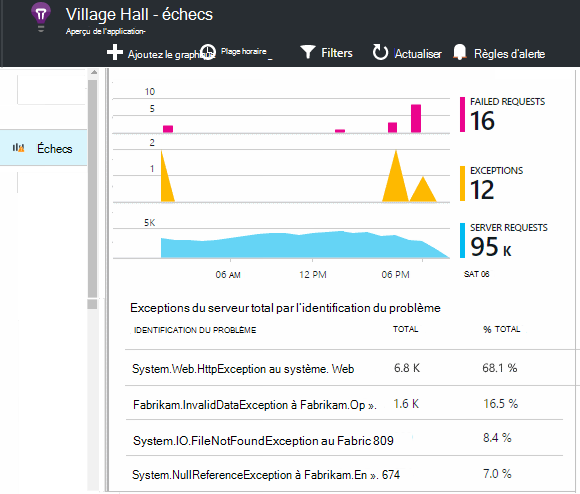 Village Hall - échecs
Aperçu de l'application-
Ajoutez le graphique Plage horaire _ Filters Actualiser Règles d'alerte
Échecs
10
5
FAILED REQUESTS
16
2
1
EXCEPTIONS
12
5K
SERVER REQUESTS
95 K
06 AM 12 PM 06 PM SAT 06
Exceptions du serveur total par l'identification du problème
IDENTIFICATION DU PROBLÈME TOTAL % TOTAL
System.Web.HttpException au système. Web 6.8 K 68.1 %
Fabrikam.InvalidDataException à Fabrikam.Op ». 1.6 K 16.5 %
System.IO.FileNotFoundException au Fabric 809 8.4 %
System.NullReferenceException à Fabrikam.En ». 674 7.0 %